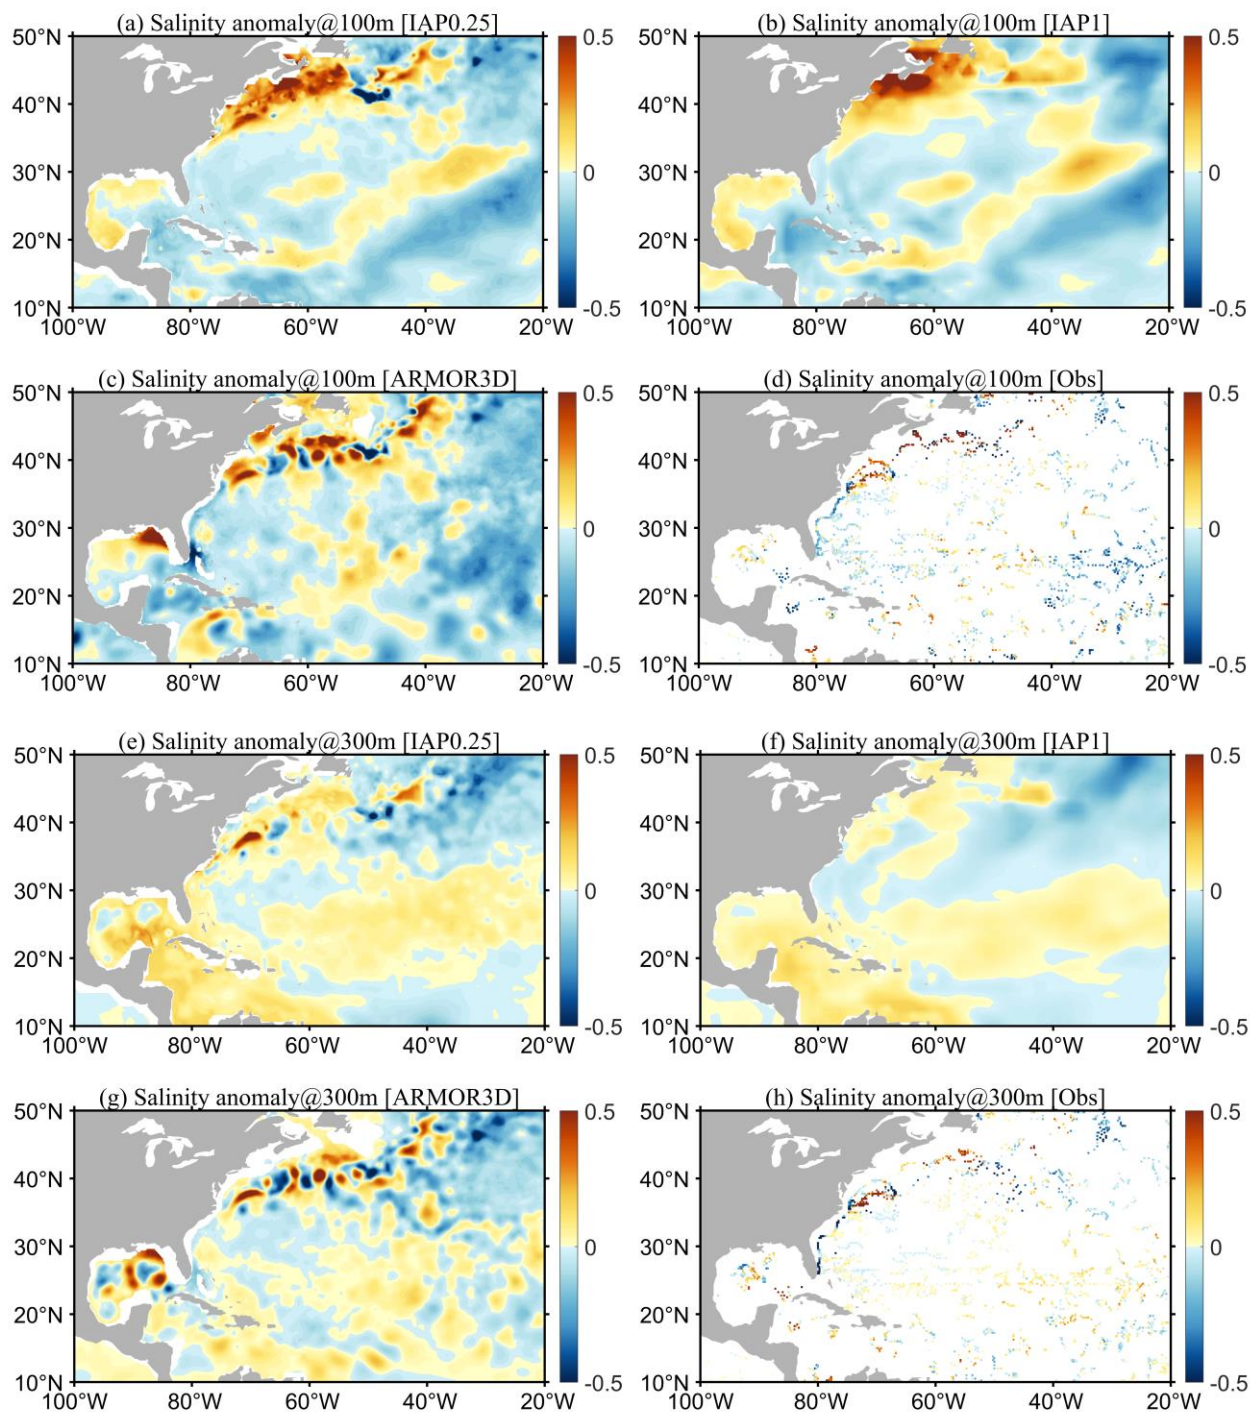 (a) Salinity anomaly@100m [IAP0.25]
50°N
40°N
30°N
20°N
10°N
100°W 80°W 60°W 40°W 20°W
0.5
0
-0.5
(b) Salinity anomaly@100m [IAP1]
50°N
40°N
30°N
20°N
10°N
100°W 80°W 60°W 40°W 20°W
0.5
0
-0.5
(c) Salinity anomaly@100m [ARMOR3D]
50°N
40°N
30°N
20°N
10°N
100°W 80°W 60°W 40°W 20°W
0.5
0
-0.5
(d) Salinity anomaly@100m [Obs]
50°N
40°N
30°N
20°N
10°N
100°W 80°W 60°W 40°W 20°W
0.5
0
-0.5
(e) Salinity anomaly@300m [IAP0.25]
50°N
40°N
30°N
20°N
10°N
100°W 80°W 60°W 40°W 20°W
0.5
0
-0.5
(f) Salinity anomaly@300m [IAP1]
50°N
40°N
30°N
20°N
10°N
100°W 80°W 60°W 40°W 20°W
0.5
0
-0.5
(g) Salinity anomaly@300m [ARMOR3D]
50°N
40°N
30°N
20°N
10°N
100°W 80°W 60°W 40°W 20°W
0.5
0
-0.5
(h) Salinity anomaly@300m [Obs]
50°N
40°N
30°N
20°N
10°N
100°W 80°W 60°W 40°W 20°W
0.5
0
-0.5